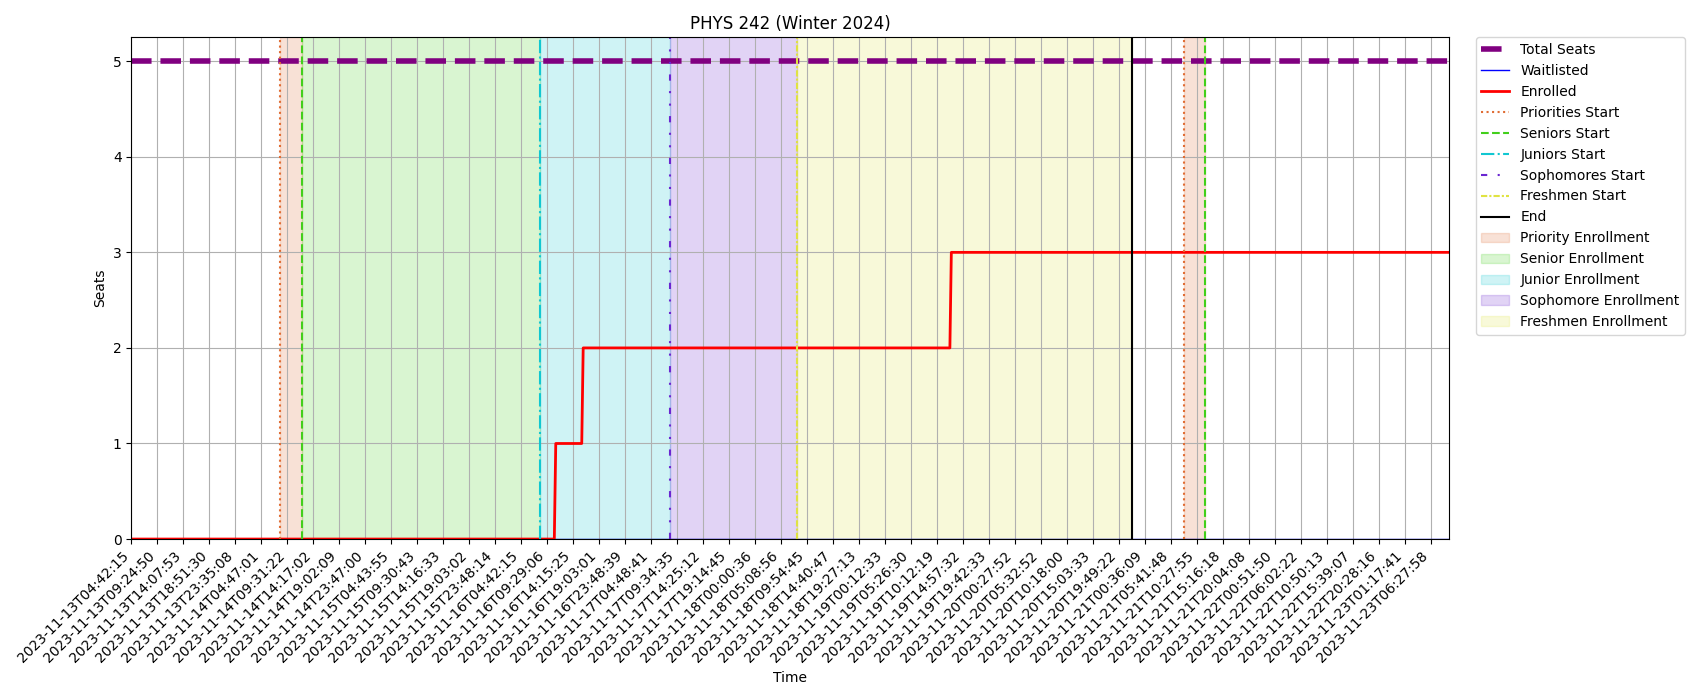 PHYS 242 (Winter 2024)
Seats
5
4
3
2
1
0
2023-11-13T04:42:15
2023-11-13T09:24:50
2023-11-13T14:07:53
2023-11-13T18:51:30
2023-11-13T23:35:08
2023-11-14T04:47:01
2023-11-14T09:31:22
2023-11-14T14:17:02
2023-11-14T19:02:09
2023-11-14T23:47:00
2023-11-15T04:43:55
2023-11-15T09:30:43
2023-11-15T14:16:33
2023-11-15T19:03:02
2023-11-15T23:48:14
2023-11-16T04:42:15
2023-11-16T09:29:06
2023-11-16T14:15:25
2023-11-16T19:03:01
2023-11-16T23:48:39
2023-11-17T04:48:41
2023-11-17T09:34:35
2023-11-17T14:25:12
2023-11-17T19:14:45
2023-11-18T00:00:36
2023-11-18T05:08:56
2023-11-18T09:54:45
2023-11-18T14:40:47
2023-11-18T19:27:13
2023-11-19T00:12:33
2023-11-19T05:26:30
2023-11-19T10:12:19
2023-11-19T14:57:32
2023-11-19T19:42:33
2023-11-20T00:27:52
2023-11-20T05:32:52
2023-11-20T10:18:00
2023-11-20T15:03:33
2023-11-20T19:49:22
2023-11-21T00:36:09
2023-11-21T05:41:48
2023-11-21T10:27:55
2023-11-21T15:16:18
2023-11-21T20:04:08
2023-11-22T00:51:50
2023-11-22T06:02:22
2023-11-22T10:50:13
2023-11-22T15:39:07
2023-11-22T20:28:16
2023-11-23T01:17:41
2023-11-23T06:27:58
Time
Total Seats
Waitlisted
Enrolled
Priorities Start
Seniors Start
Juniors Start
Sophomores Start
Freshmen Start
End
Priority Enrollment
Senior Enrollment
Junior Enrollment
Sophomore Enrollment
Freshmen Enrollment